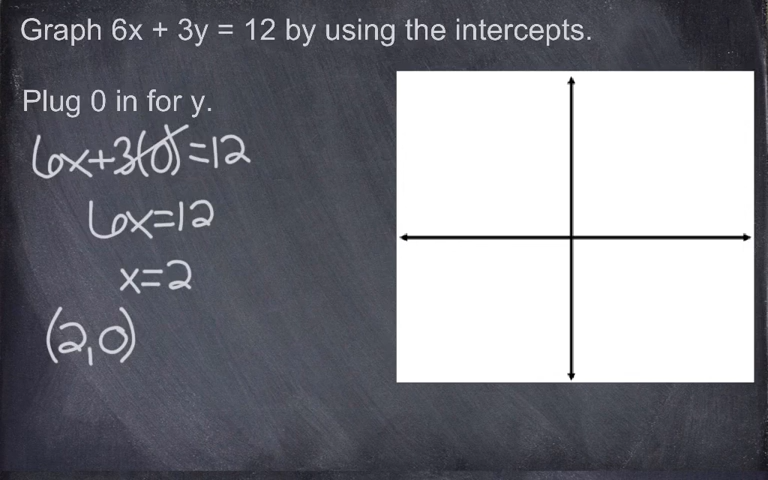 Graph 6x + 3y = 12 by using the intercepts.
Plug 0 in for y.
6x+3(0)=12
6x=12
x=2
(2,0)